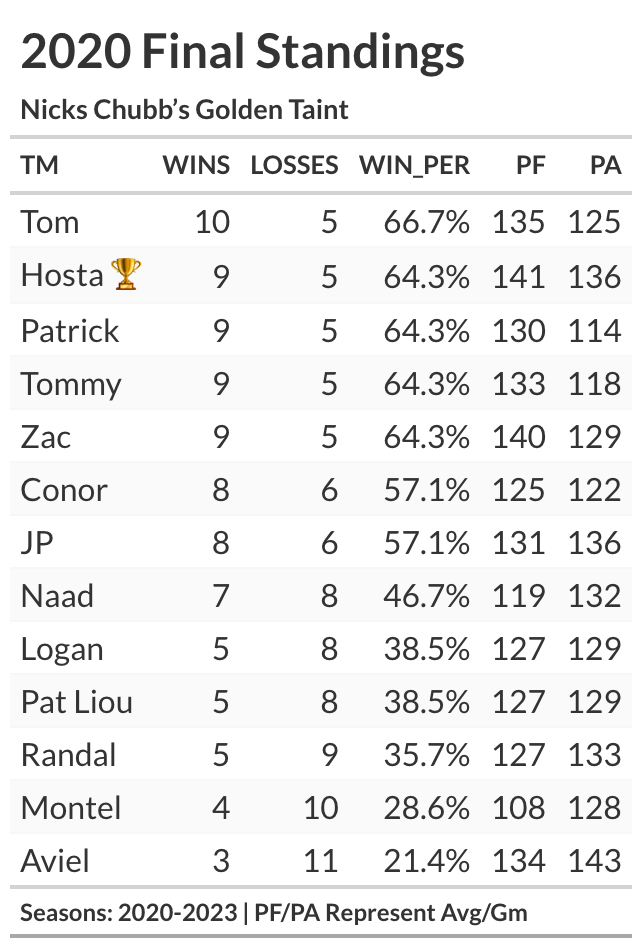 2020 Final Standings
Nicks Chubb's Golden Taint
TM WINS LOSSES WIN_PER PF PA
Tom 10 5 66.7% 135 125
Hosta 🏆 9 5 64.3% 141 136
Patrick 9 5 64.3% 130 114
Tommy 9 5 64.3% 133 118
Zac 9 5 64.3% 140 129
Conor 8 6 57.1% 125 122
JP 8 6 57.1% 131 136
Naad 7 8 46.7% 119 132
Logan 5 8 38.5% 127 129
Pat Liou 5 8 38.5% 127 129
Randal 5 9 35.7% 127 133
Montel 4 10 28.6% 108 128
Aviel 3 11 21.4% 134 143
Seasons: 2020-2023 | PF/PA Represent Avg/Gm